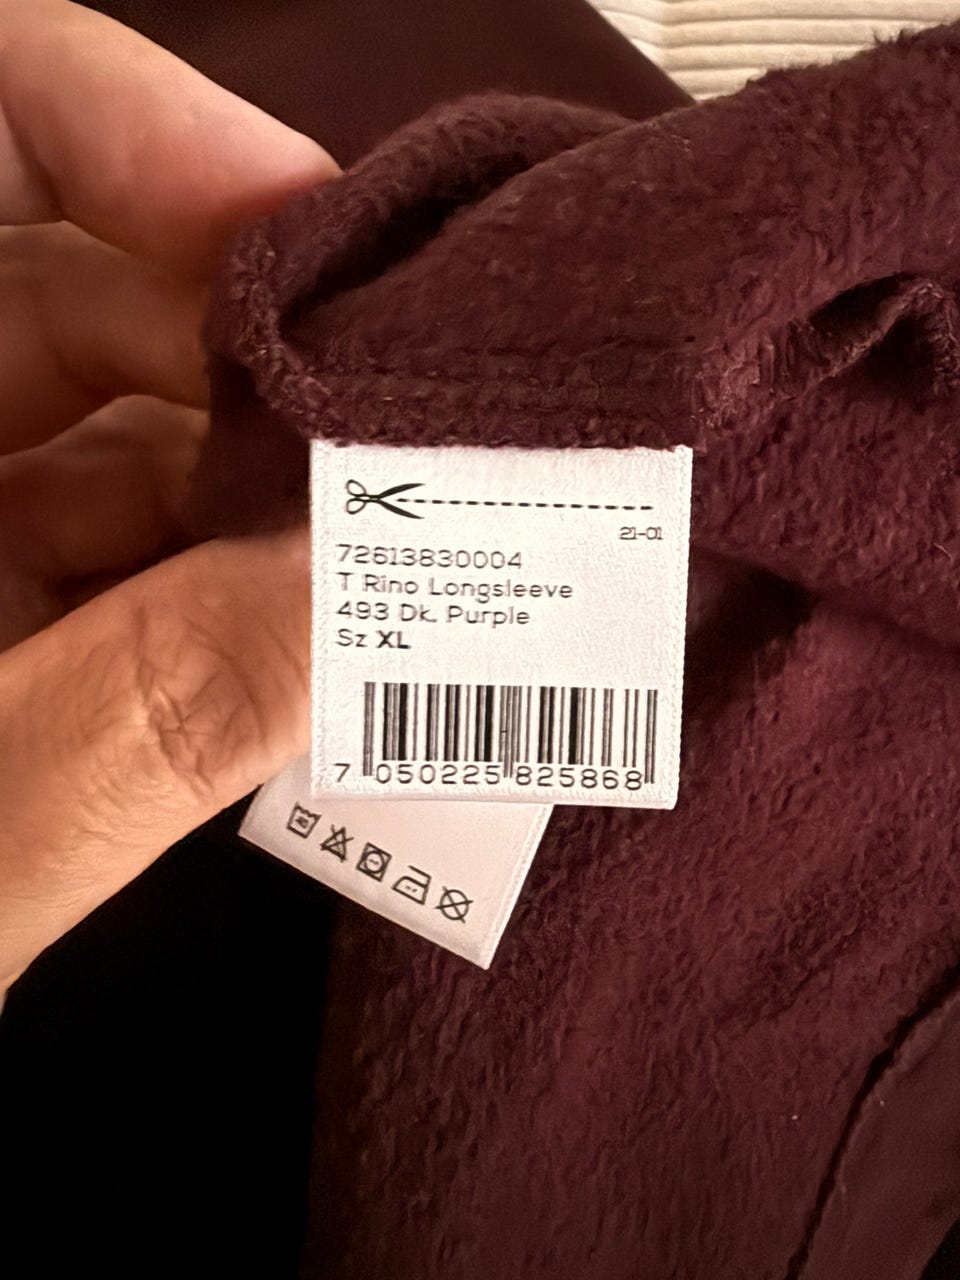 21-01
72613830004
T Rino Longsleeve
493 Dk. Purple
Sz XL
7 050225 825868